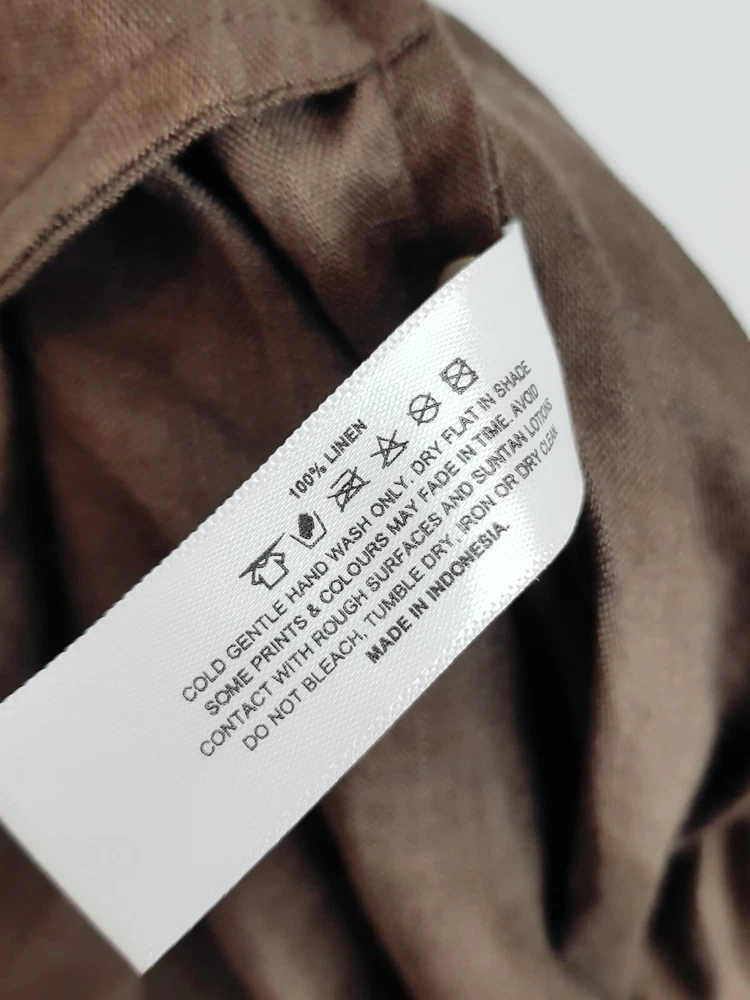 100% LINEN
COLD GENTLE HAND WASH ONLY. DRY FLAT IN SHADE
SOME PRINTS & COLOURS MAY FADE IN TIME. AVOID
CONTACT WITH ROUGH SURFACES AND SUNTAN LOTIONS
DO NOT BLEACH, TUMBLE DRY, IRON OR DRY CLEAN
MADE IN INDONESIA.